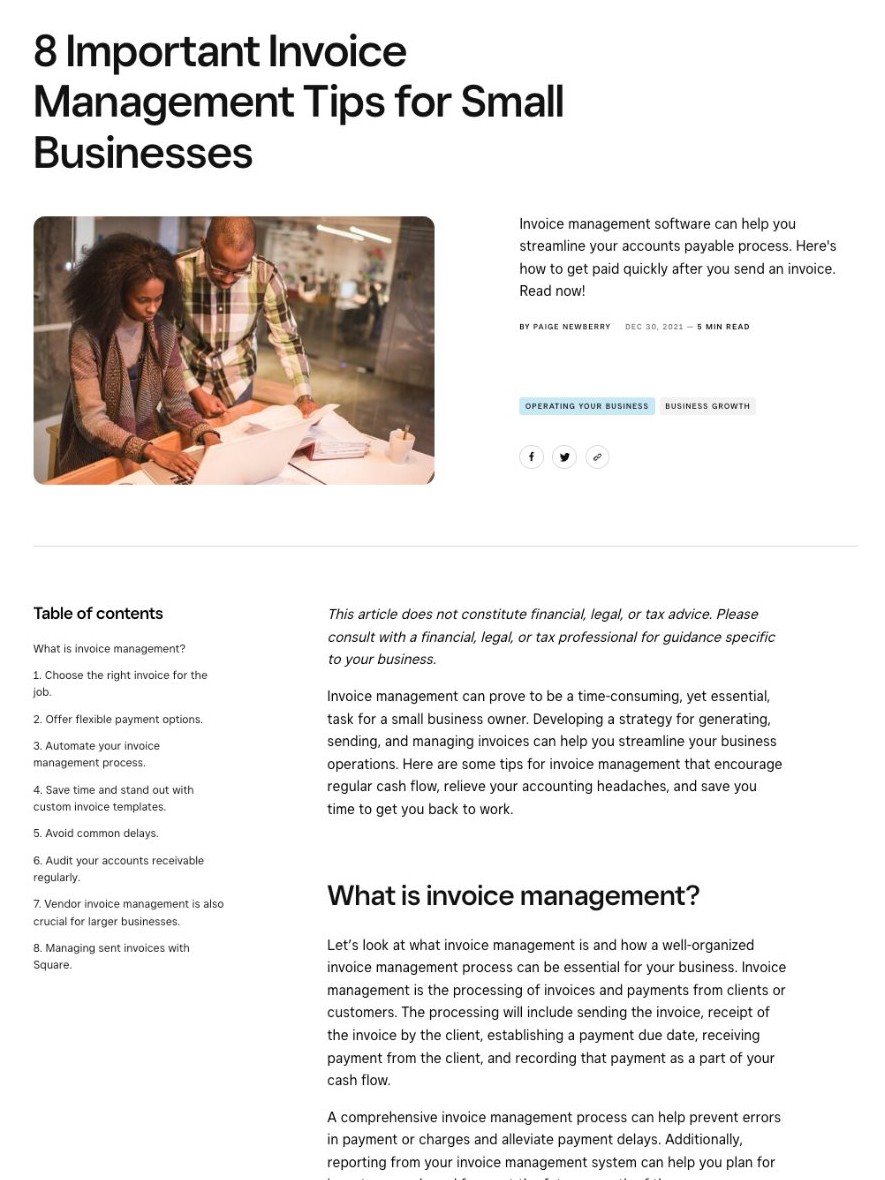 8 Important Invoice
Management Tips for Small
Businesses
Invoice management software can help you
streamline your accounts payable process. Here's
how to get paid quickly after you send an invoice.
Read now!
BY PAIGE NEWBERRY DEC 30, 2021 — 5 MIN READ
OPERATING YOUR BUSINESS BUSINESS GROWTH
Table of contents
What is invoice management?
1. Choose the right invoice for the
job.
2. Offer flexible payment options.
3. Automate your invoice
management process.
4. Save time and stand out with
custom invoice templates.
5. Avoid common delays.
6. Audit your accounts receivable
regularly.
7. Vendor invoice management is also
crucial for larger businesses.
8. Managing sent invoices with
Square.
This article does not constitute financial, legal, or tax advice. Please
consult with a financial, legal, or tax professional for guidance specific
to your business.
Invoice management can prove to be a time-consuming, yet essential,
task for a small business owner. Developing a strategy for generating,
sending, and managing invoices can help you streamline your business
operations. Here are some tips for invoice management that encourage
regular cash flow, relieve your accounting headaches, and save you
time to get you back to work.
What is invoice management?
Let’s look at what invoice management is and how a well-organized
invoice management process can be essential for your business. Invoice
management is the processing of invoices and payments from clients or
customers. The processing will include sending the invoice, receipt of
the invoice by the client, establishing a payment due date, receiving
payment from the client, and recording that payment as a part of your
cash flow.
A comprehensive invoice management process can help prevent errors
in payment or charges and alleviate payment delays. Additionally,
reporting from your invoice management system can help you plan for